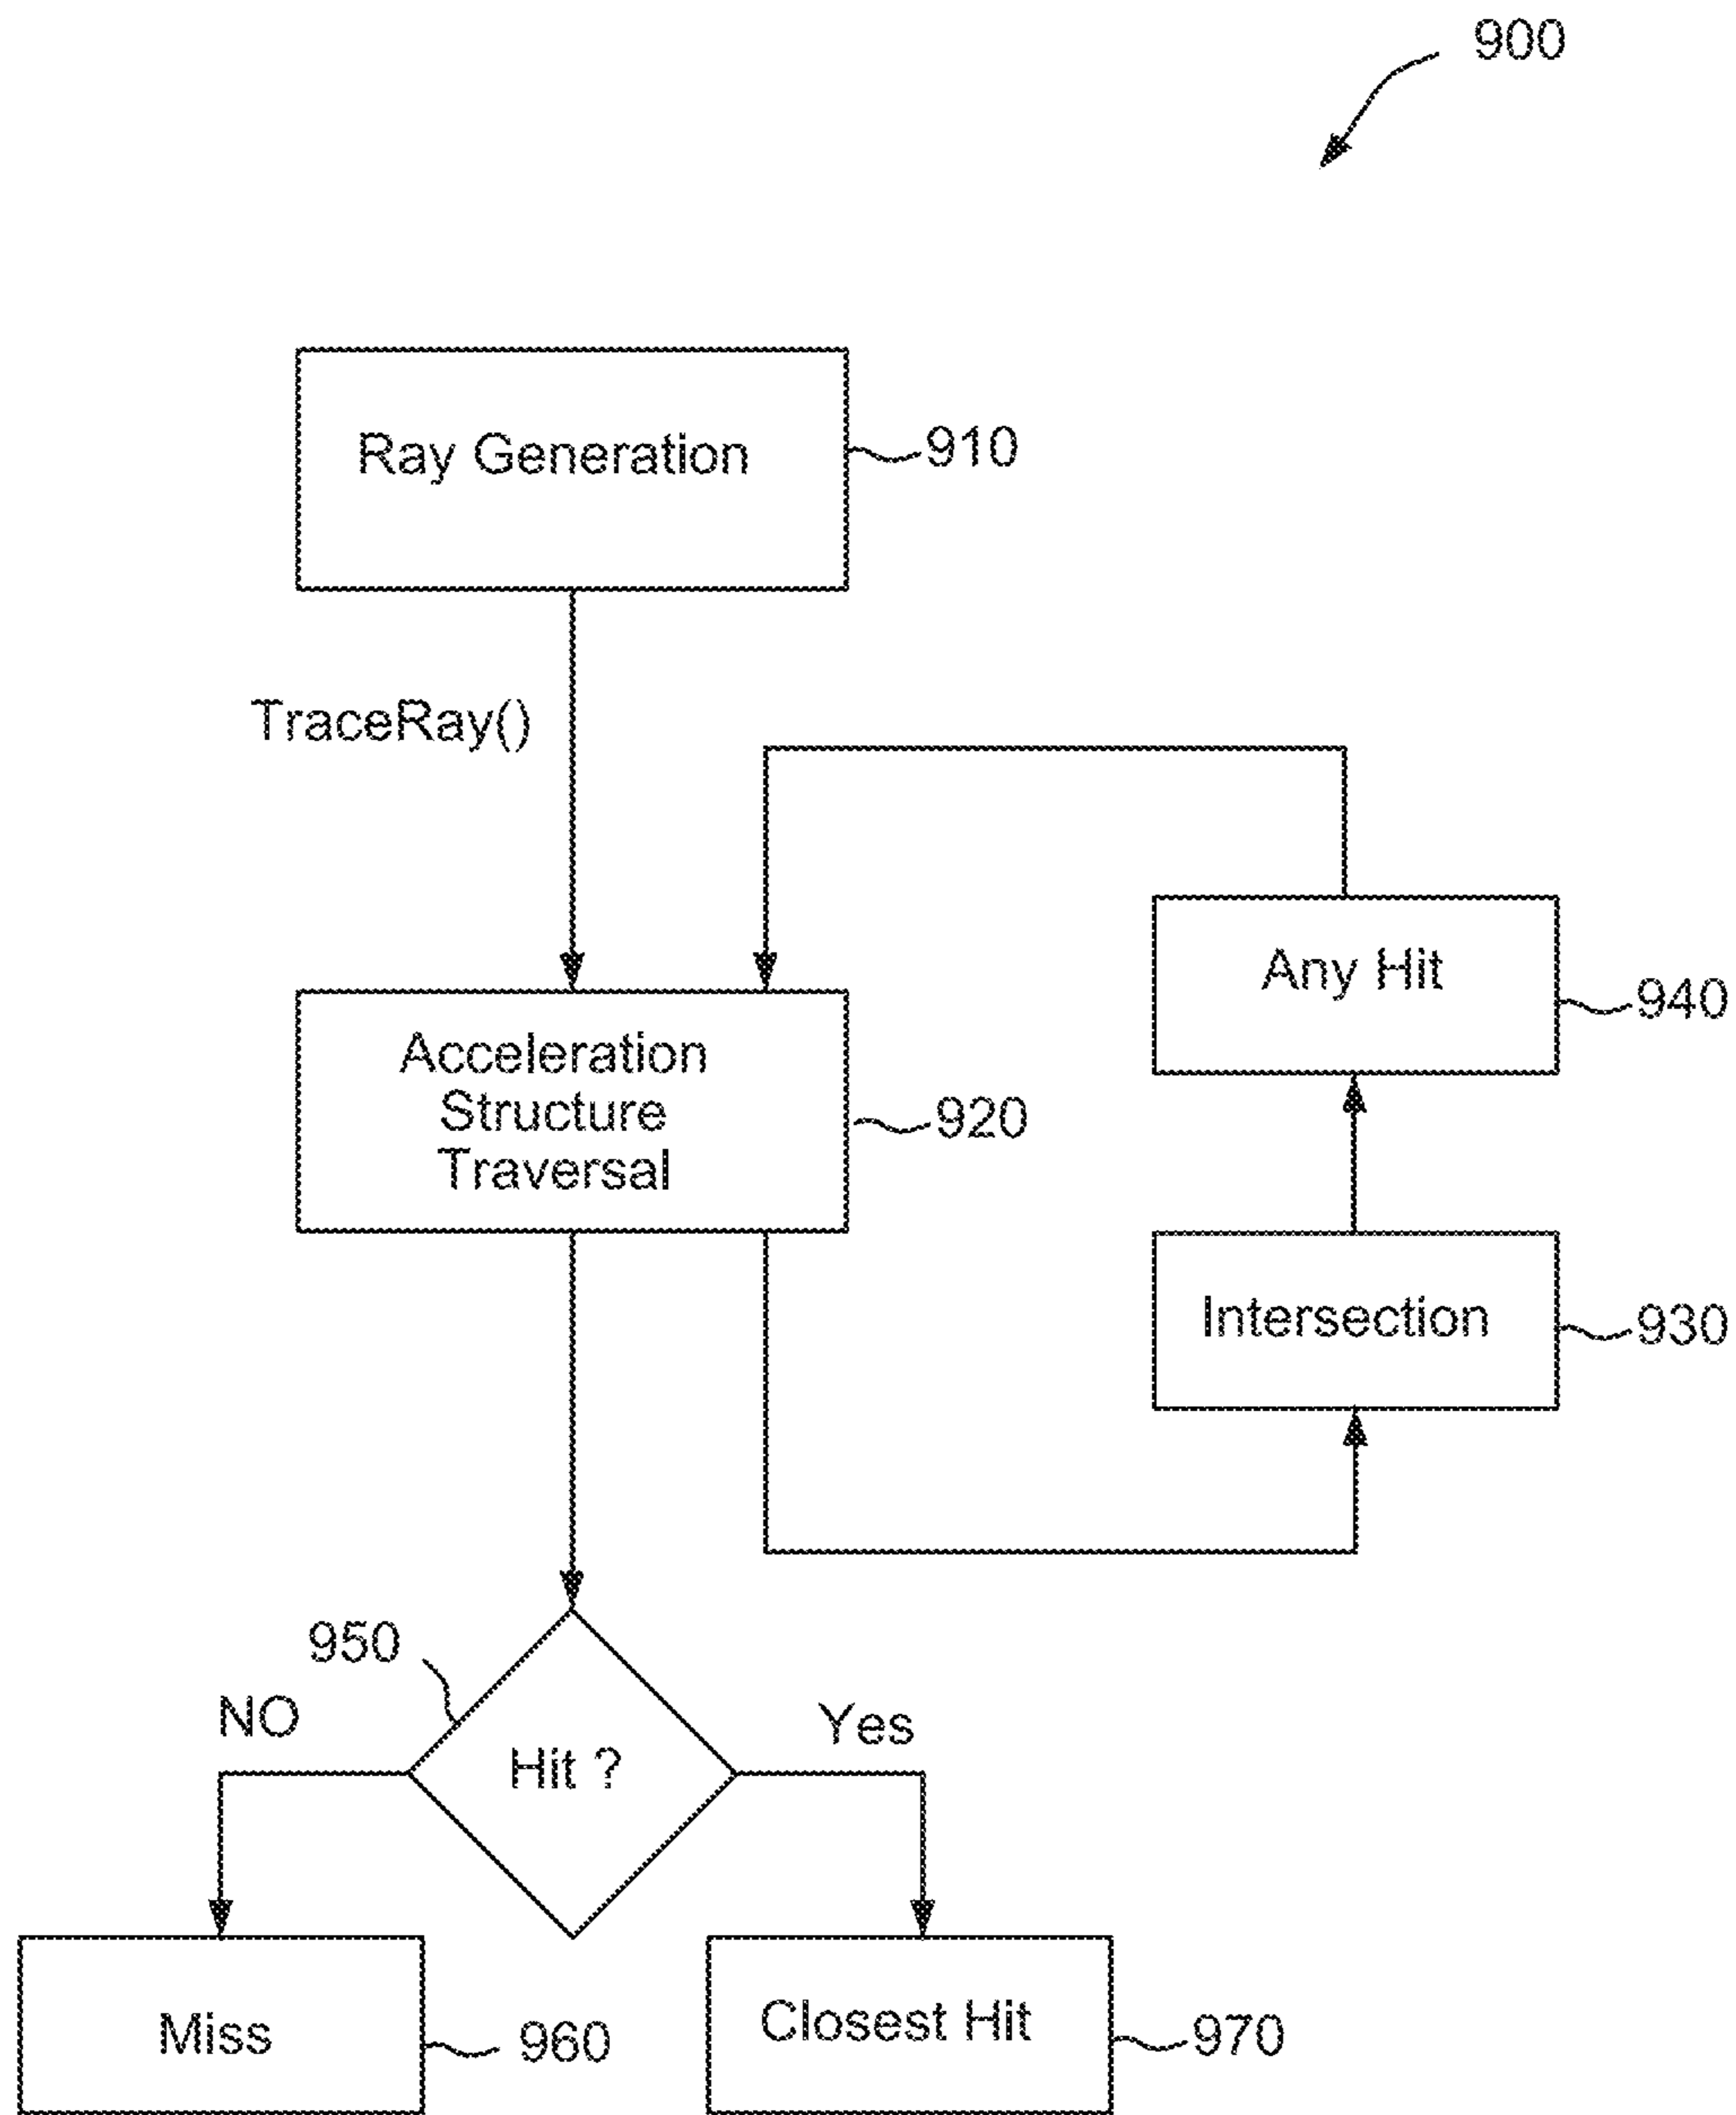 900
Ray Generation
910
TraceRay()
Any Hit
940
Acceleration
Structure
Traversal
920
Intersection
930
950
NO
Hit ?
Yes
Miss
960
Closest Hit
970